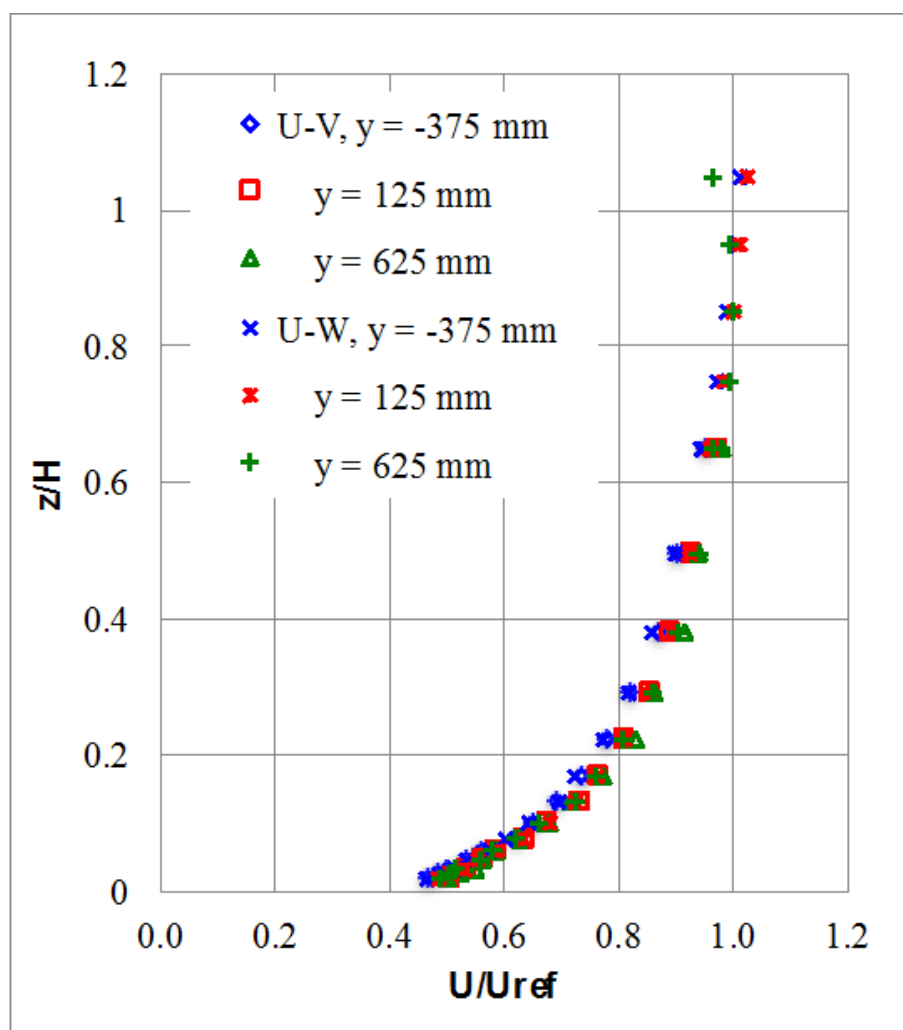 1.2
U-V, y = -375 mm
y = 125 mm
1
y = 625 mm
U-W, y = -375 mm
0.8
y = 125 mm
y = 625 mm
z/H
0.6
0.4
0.2
0
0.0 0.2 0.4 0.6 0.8 1.0 1.2
U/Uref